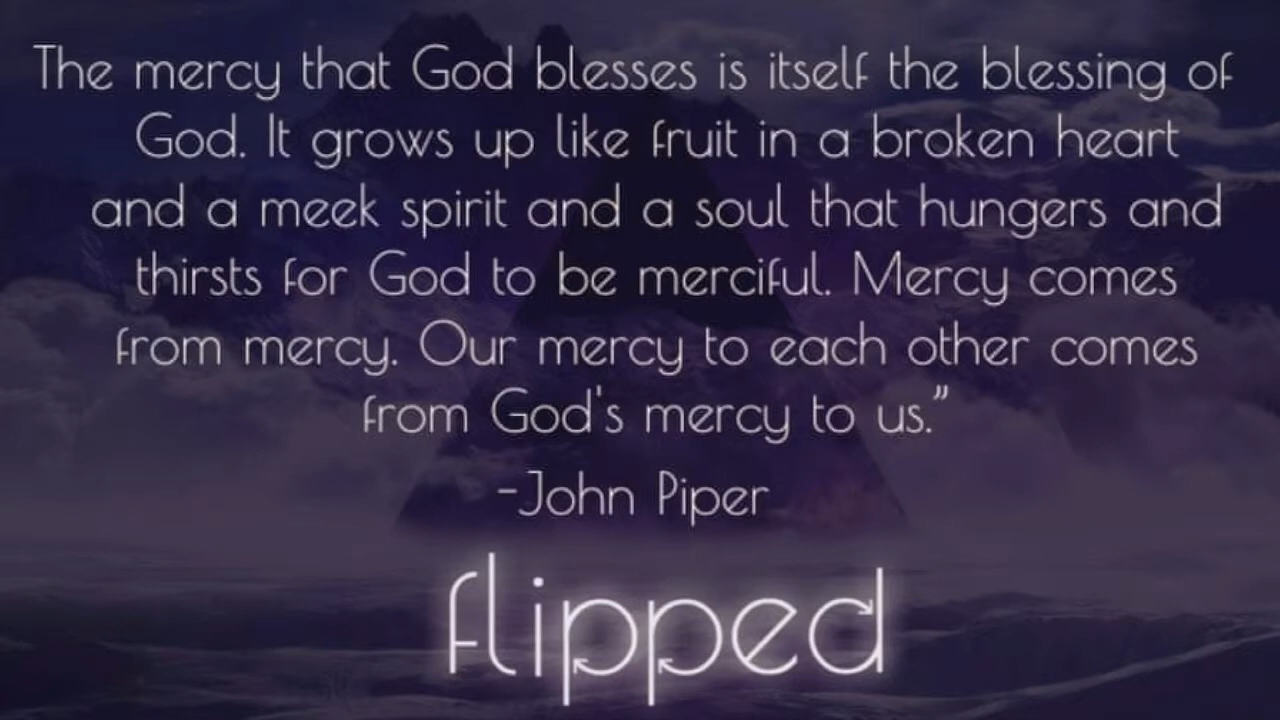 The mercy that God blesses is itself the blessing of
God. It grows up like fruit in a broken heart
and a meek spirit and a soul that hungers and
thirsts for God to be merciful. Mercy comes
from mercy. Our mercy to each other comes
from God's mercy to us.”
-John Piper
flipped